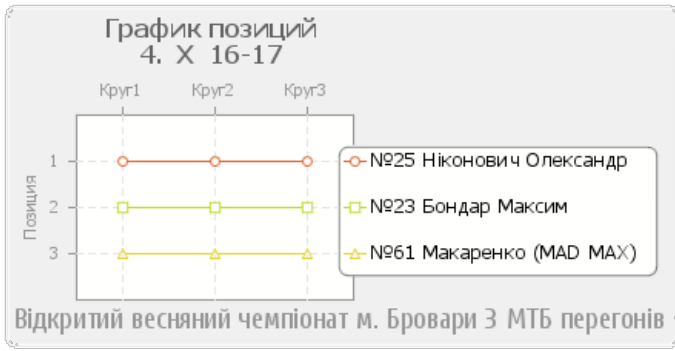 График позиций
4. Х 16-17
Круг1 Круг2 Круг3
Позиция
1
2
3
№25 Ніконович Олександр
№23 Бондар Максим
№61 Макаренко (MAD MAX)
Відкритий весняний чемпіонат м. Бровари З МТБ перегонів